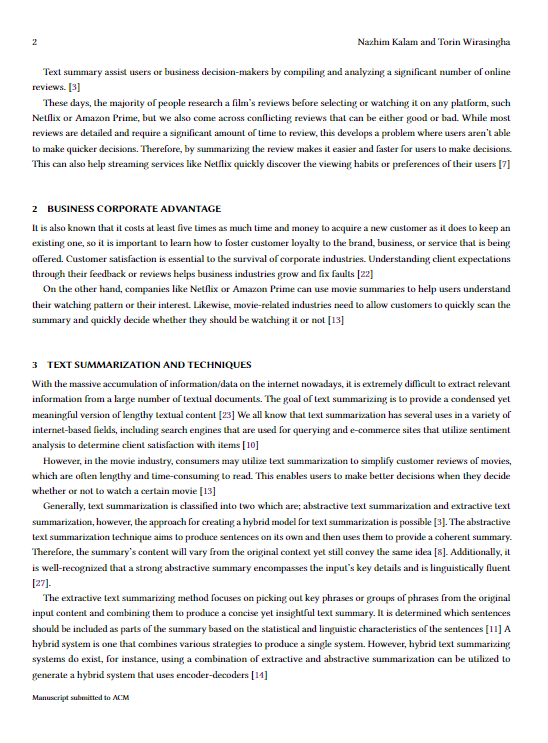 2
Nazhim Kalam and Torin Wirasingha
Text summary assist users or business decision-makers by compiling and analyzing a significant number of online
reviews. [3]
These days, the majority of people research a film's reviews before selecting or watching it on any platform, such
Netflix or Amazon Prime, but we also come across conflicting reviews that can be either good or bad. While most
reviews are detailed and require a significant amount of time to review, this develops a problem where users aren't able
to make quicker decisions. Therefore, by summarizing the review makes it easier and faster for users to make decisions.
This can also help streaming services like Netflix quickly discover the viewing habits or preferences of their users [7]
2 BUSINESS CORPORATE ADVANTAGE
It is also known that it costs at least five times as much time and money to acquire a new customer as it does to keep an
existing one, so it is important to learn how to foster customer loyalty to the brand, business, or service that is being
offered. Customer satisfaction is essential to the survival of corporate industries. Understanding client expectations
through their feedback or reviews helps business industries grow and fix faults [22]
On the other hand, companies like Netflix or Amazon Prime can use movie summaries to help users understand
their watching pattern or their interest. Likewise, movie-related industries need to allow customers to quickly scan the
summary and quickly decide whether they should be watching it or not [13]
3 TEXT SUMMARIZATION AND TECHNIQUES
With the massive accumulation of information/data on the internet nowadays, it is extremely difficult to extract relevant
information from a large number of textual documents. The goal of text summarizing is to provide a condensed yet
meaningful version of lengthy textual content [23] We all know that text summarization has several uses in a variety of
internet-based fields, including search engines that are used for querying and e-commerce sites that utilize sentiment
analysis to determine client satisfaction with items [10]
However, in the movie industry, consumers may utilize text summarization to simplify customer reviews of movies,
which are often lengthy and time-consuming to read. This enables users to make better decisions when they decide
whether or not to watch a certain movie [13]
Generally, text summarization is classified into two which are; abstractive text summarization and extractive text
summarization, however, the approach for creating a hybrid model for text summarization is possible [3]. The abstractive
text summarization technique aims to produce sentences on its own and then uses them to provide a coherent summary.
Therefore, the summary's content will vary from the original context yet still convey the same idea [8]. Additionally, it
is well-recognized that a strong abstractive summary encompasses the input's key details and is linguistically fluent
[27].
The extractive text summarizing method focuses on picking out key phrases or groups of phrases from the original
input content and combining them to produce a concise yet insightful text summary. It is determined which sentences
should be included as parts of the summary based on the statistical and linguistic characteristics of the sentences [11] A
hybrid system is one that combines various strategies to produce a single system. However, hybrid text summarizing
systems do exist, for instance, using a combination of extractive and abstractive summarization can be utilized to
generate a hybrid system that uses encoder-decoders [14]
Manuscript submitted to ACM